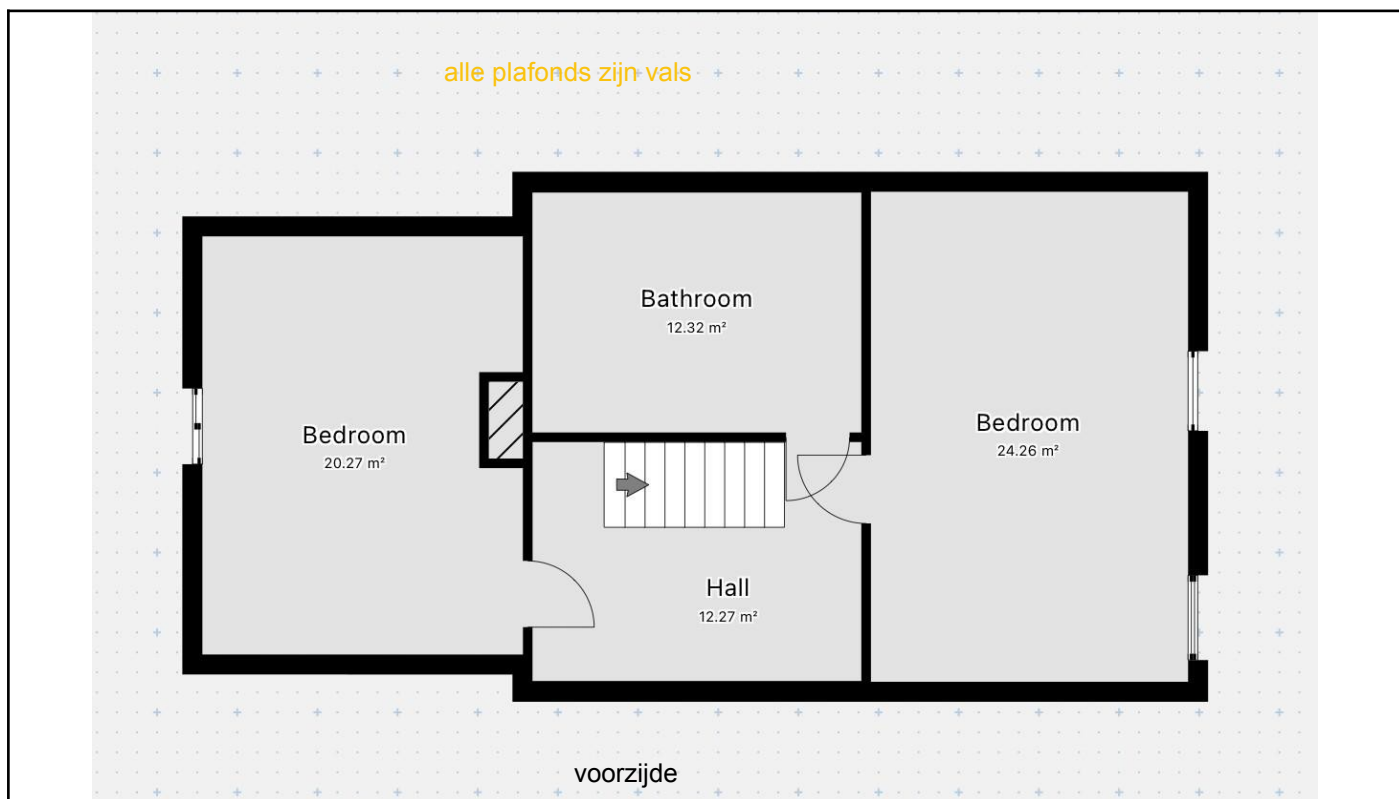 alle plafonds zijn vals
Bathroom
12.32 m²
Bedroom
20.27 m²
Bedroom
24.26 m²
Hall
12.27 m²
voorzijde